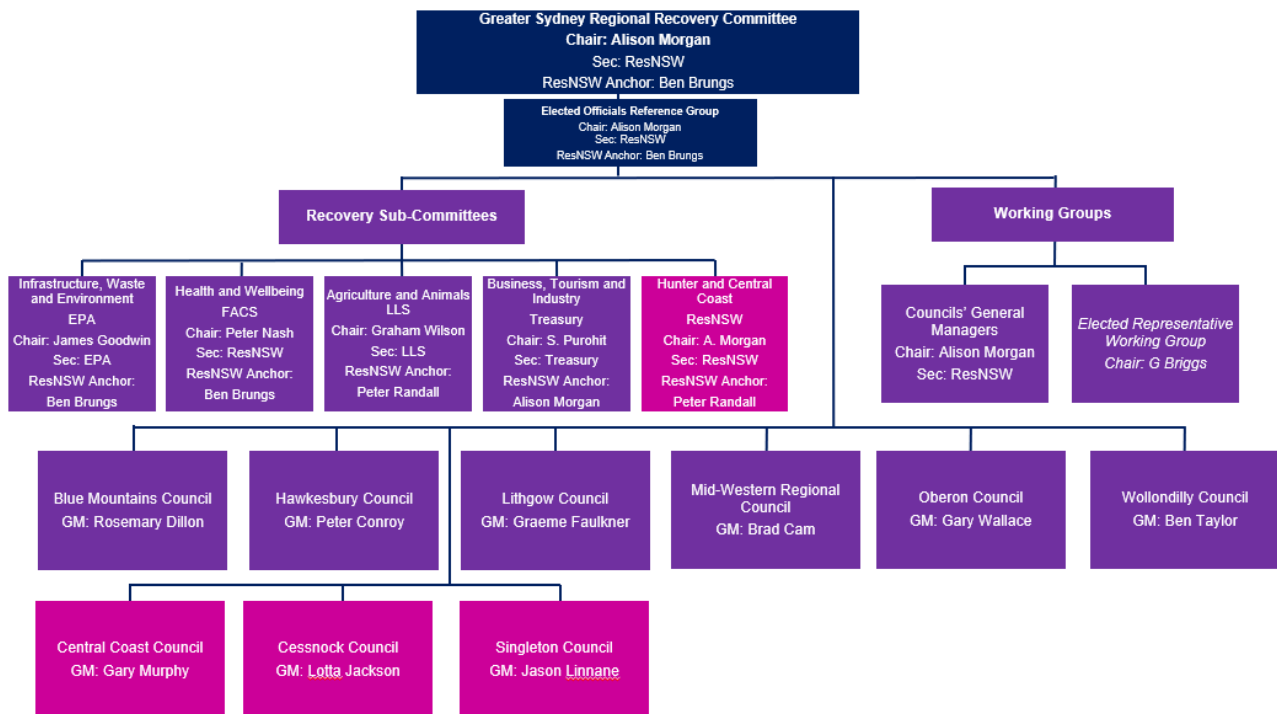 Greater Sydney Regional Recovery Committee
Chair: Alison Morgan
Sec: ResNSW
ResNSW Anchor: Ben Brungs
Elected Officials Reference Group
Chair: Alison Morgan
Sec: ResNSW
ResNSW Anchor: Ben Brungs
Recovery Sub-Committees
Working Groups
Infrastructure, Waste
and Environment
EPA
Chair: James Goodwin
Sec: EPA
ResNSW Anchor:
Ben Brungs
Health and Wellbeing
FACS
Chair: Peter Nash
Sec: ResNSW
ResNSW Anchor:
Ben Brungs
Agriculture and Animals
LLS
Chair: Graham Wilson
Sec: LLS
ResNSW Anchor:
Peter Randall
Business, Tourism and
Industry
Treasury
Chair: S. Purohit
Sec: Treasury
ResNSW Anchor:
Alison Morgan
Hunter and Central
Coast
ResNSW
Chair: A. Morgan
Sec: ResNSW
ResNSW Anchor:
Peter Randall
Councils' General
Managers
Chair: Alison Morgan
Sec: ResNSW
Elected Representative
Working Group
Chair: G Briggs
Blue Mountains Council
GM: Rosemary Dillon
Hawkesbury Council
GM: Peter Conroy
Lithgow Council
GM: Graeme Faulkner
Mid-Western Regional
Council
GM: Brad Cam
Oberon Council
GM: Gary Wallace
Wollondilly Council
GM: Ben Taylor
Central Coast Council
GM: Gary Murphy
Cessnock Council
GM: Lotta Jackson
Singleton Council
GM: Jason Linnane